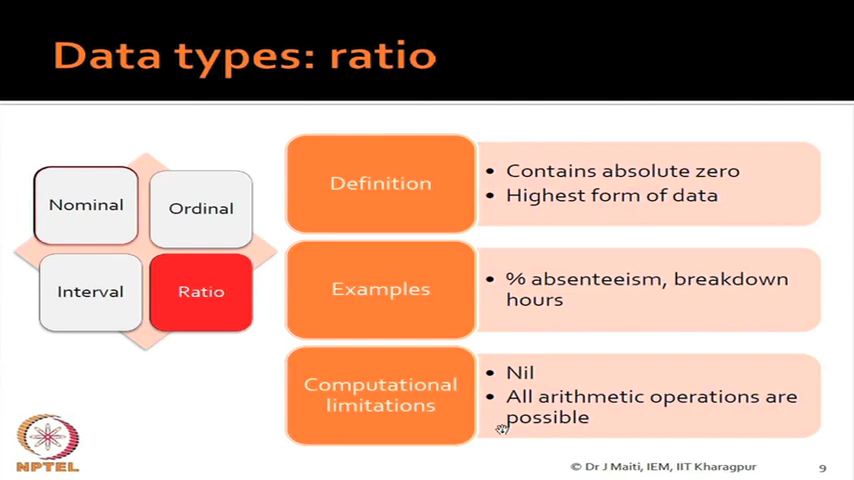 Data types: ratio
Nominal
Ordinal
Interval
Ratio
Definition
• Contains absolute zero
• Highest form of data
Examples
• % absenteeism, breakdown
hours
Computational
limitations
• Nil
• All arithmetic operations are
possible
NPTEL
© Dr J Maiti, IEM, IIT Kharagpur
9